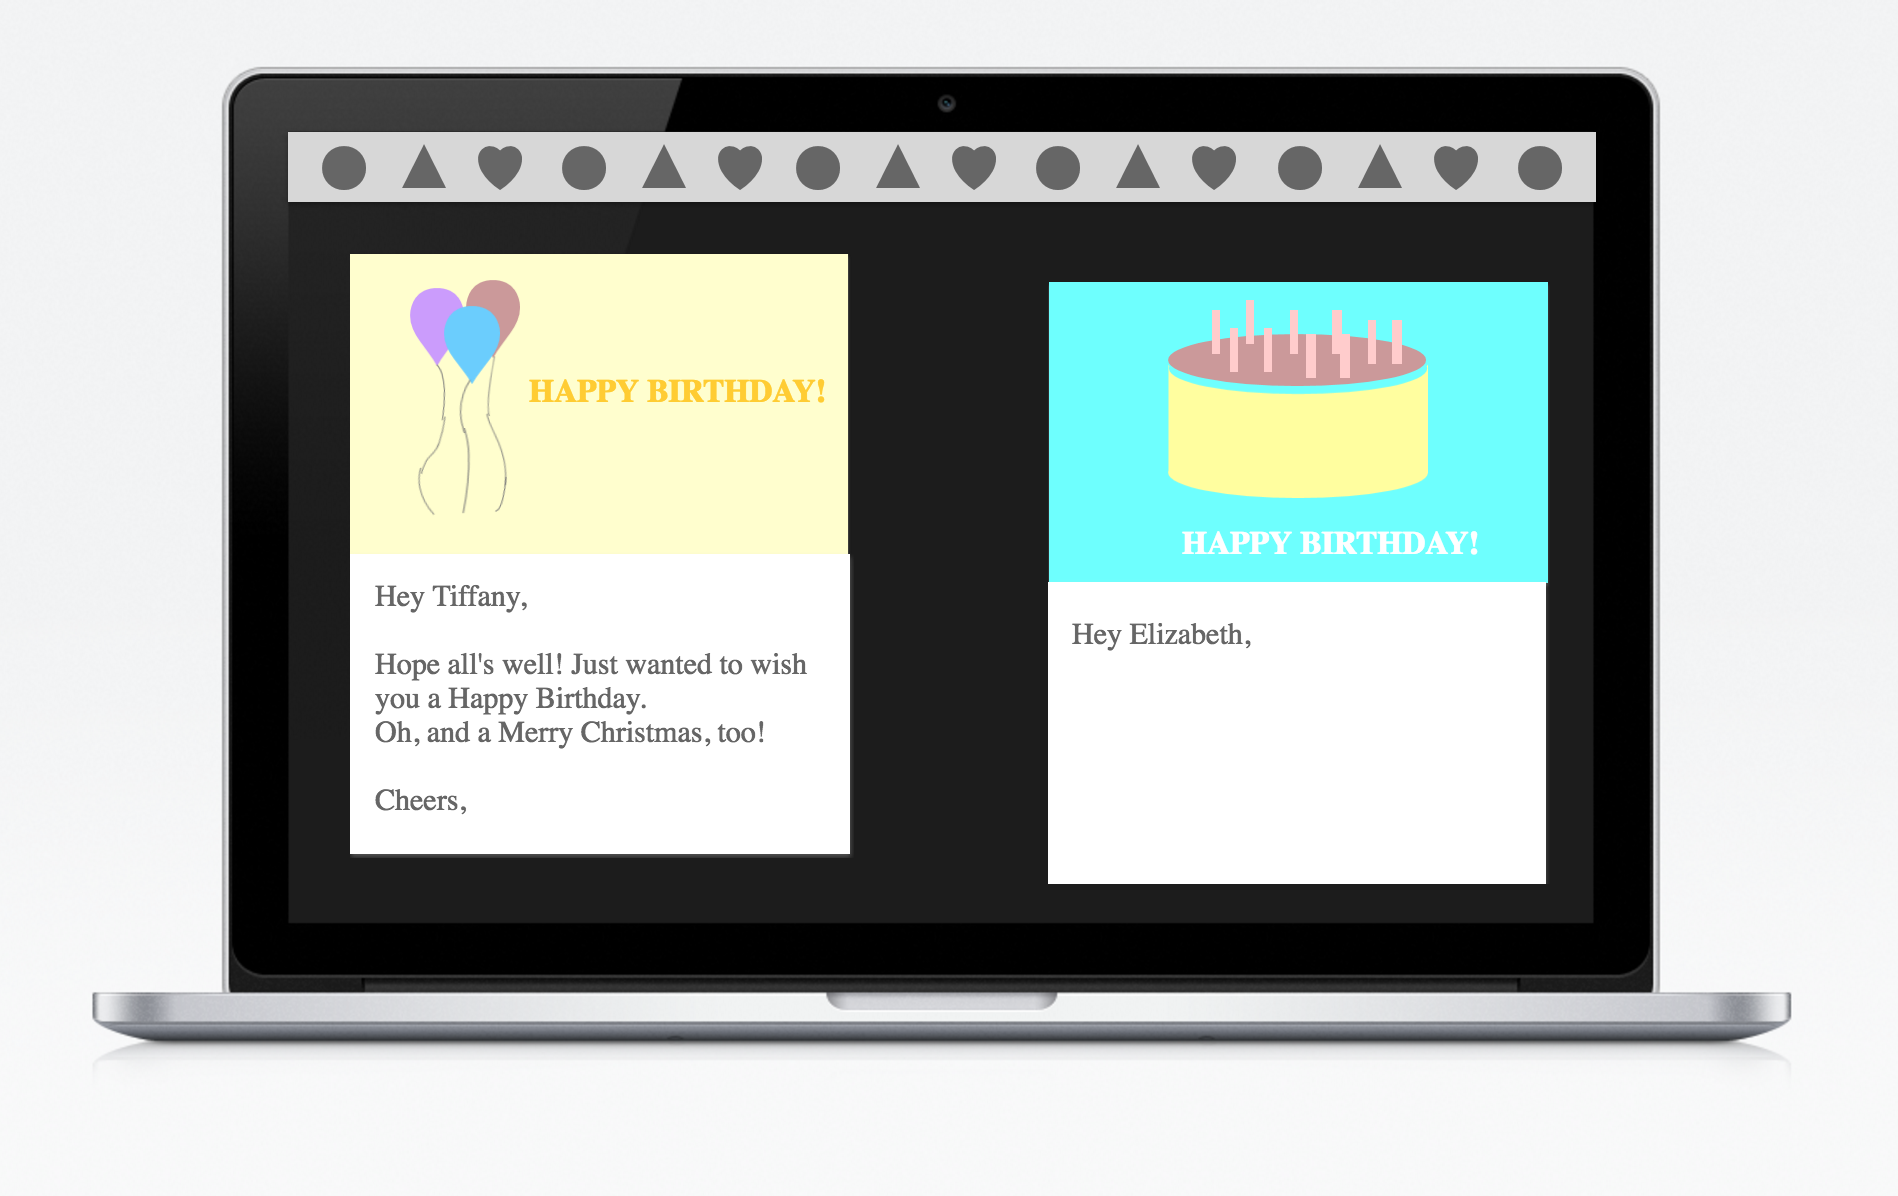 HAPPY BIRTHDAY!
Hey Tiffany,
Hope all's well! Just wanted to wish
you a Happy Birthday.
Oh, and a Merry Christmas, too!
Cheers,
HAPPY BIRTHDAY!
Hey Elizabeth,